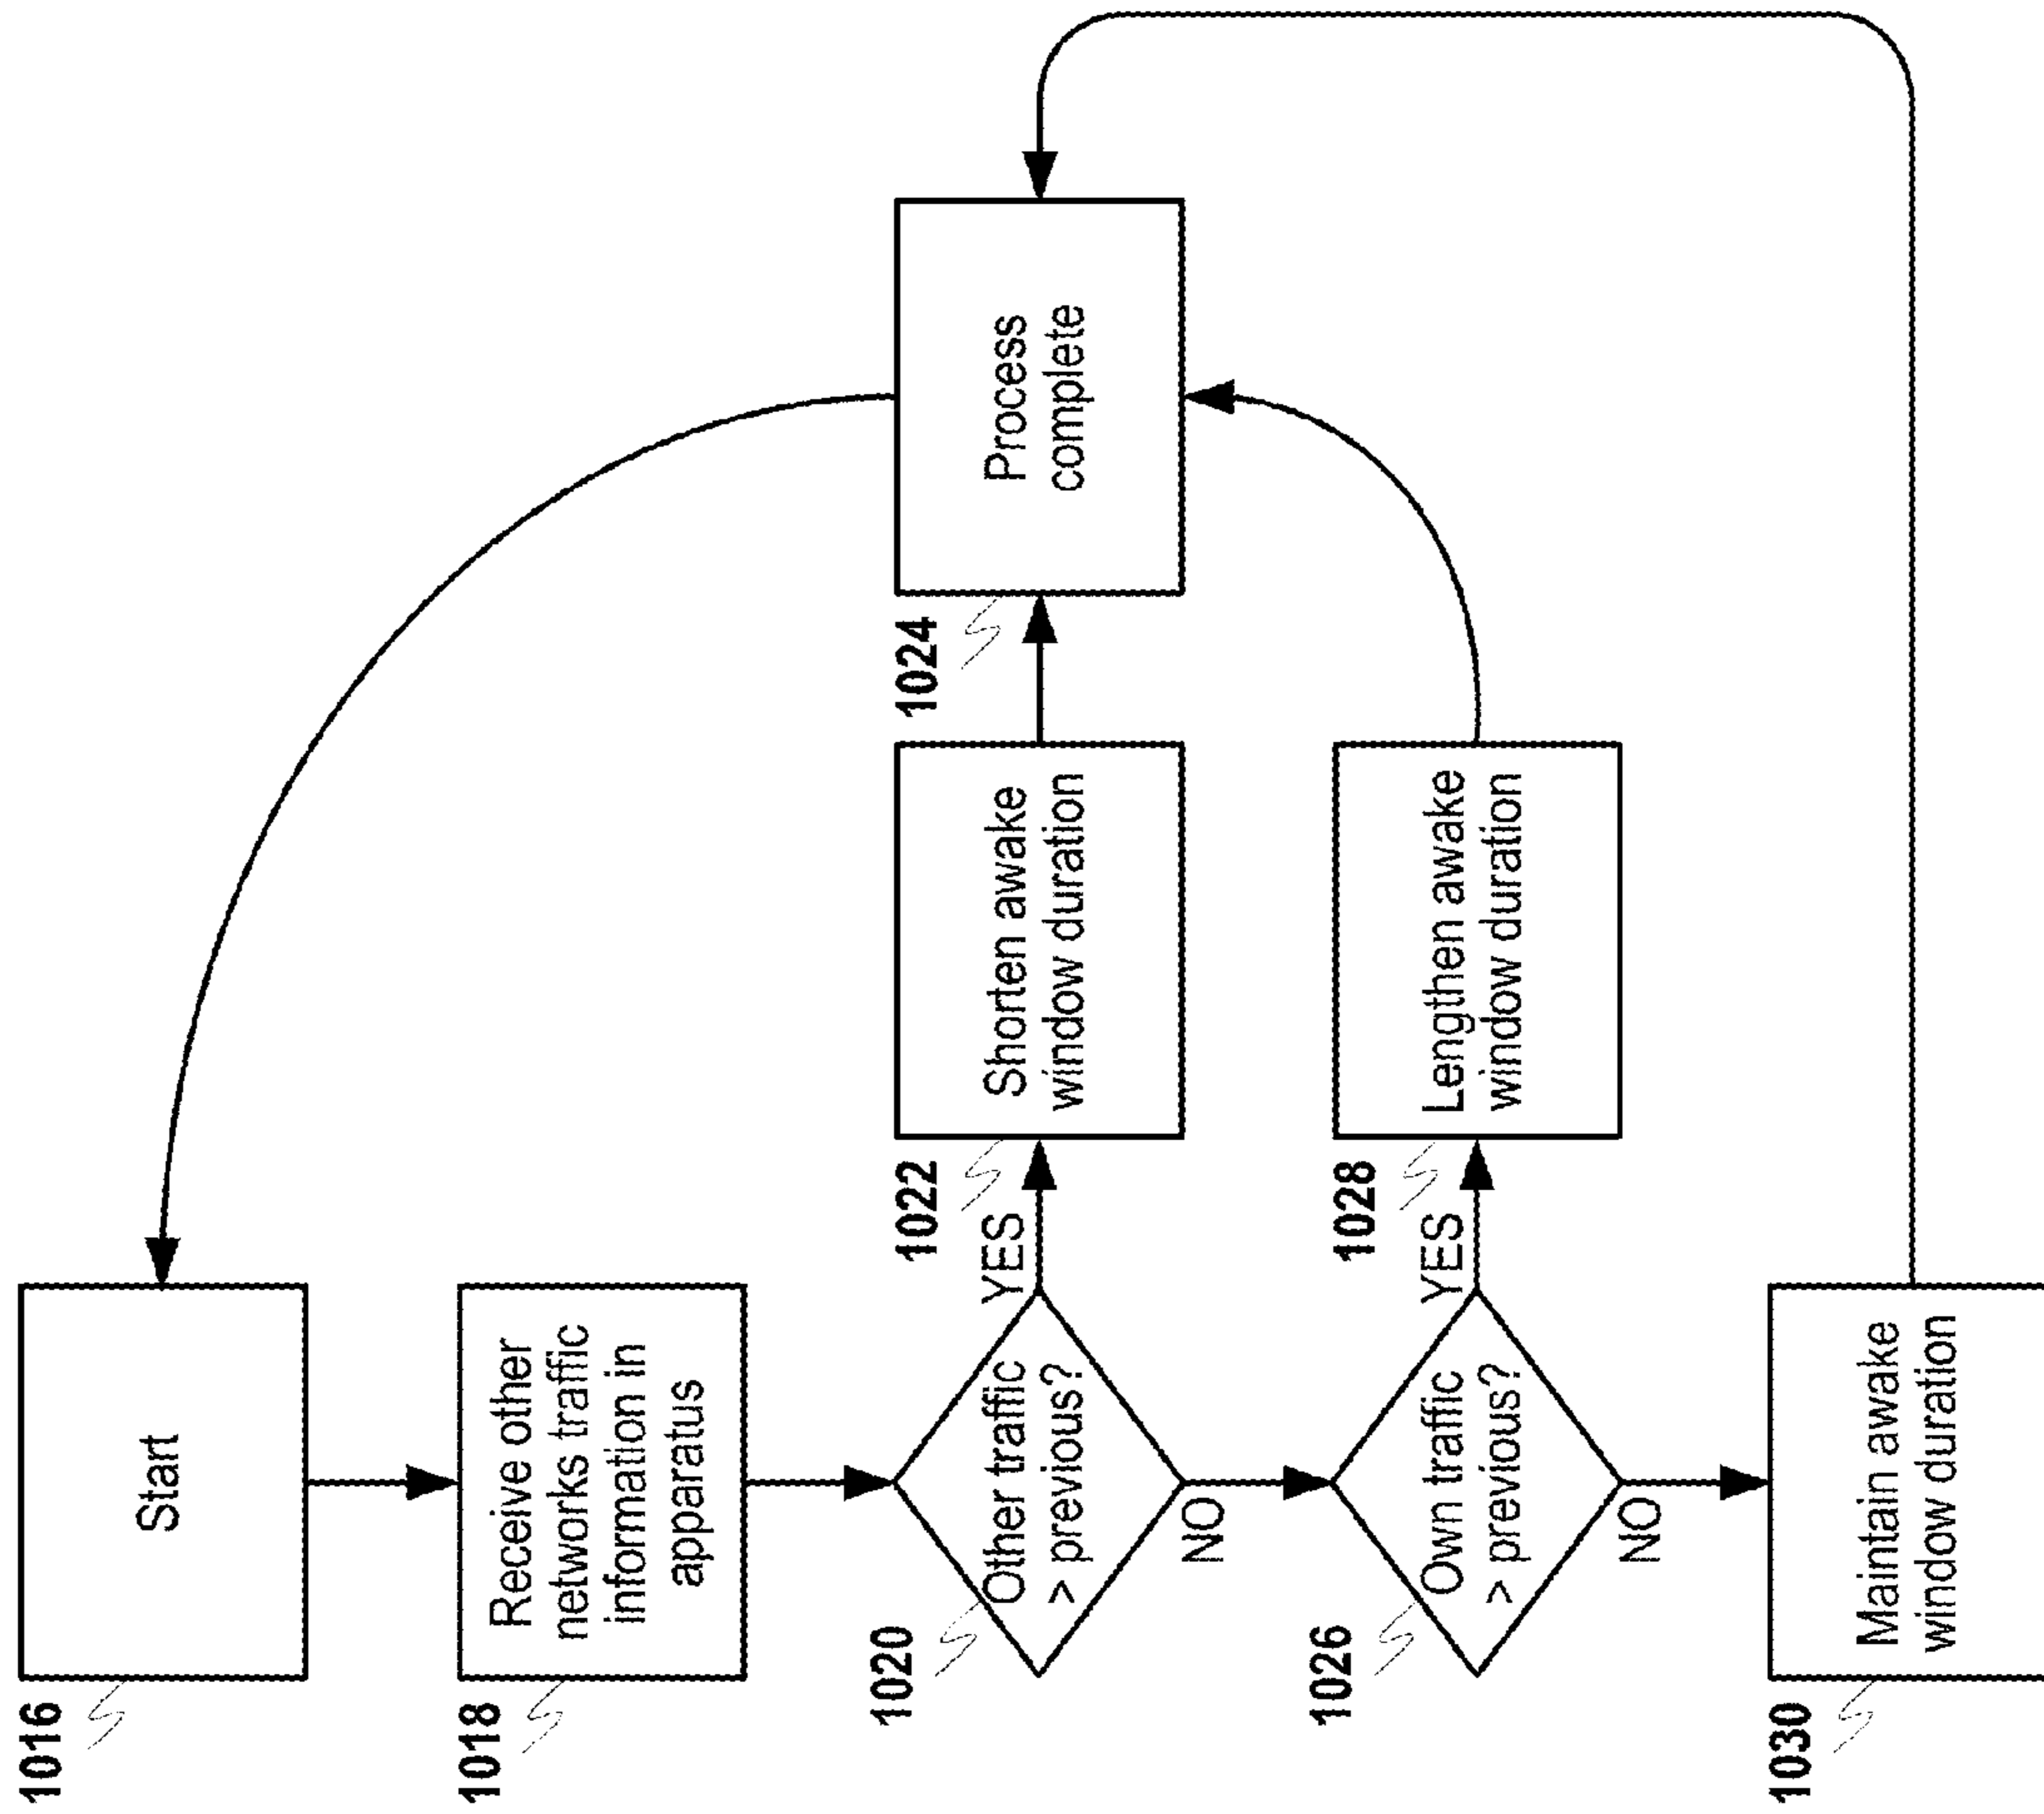 1016
Start
1018
Receive other
networks traffic
information in
apparatus
1020
Other traffic
> previous?
YES
NO
1022
Shorten awake
window duration
1024
Process
complete
1026
Own traffic
> previous?
YES
NO
1028
Lengthen awake
window duration
1030
Maintain awake
window duration